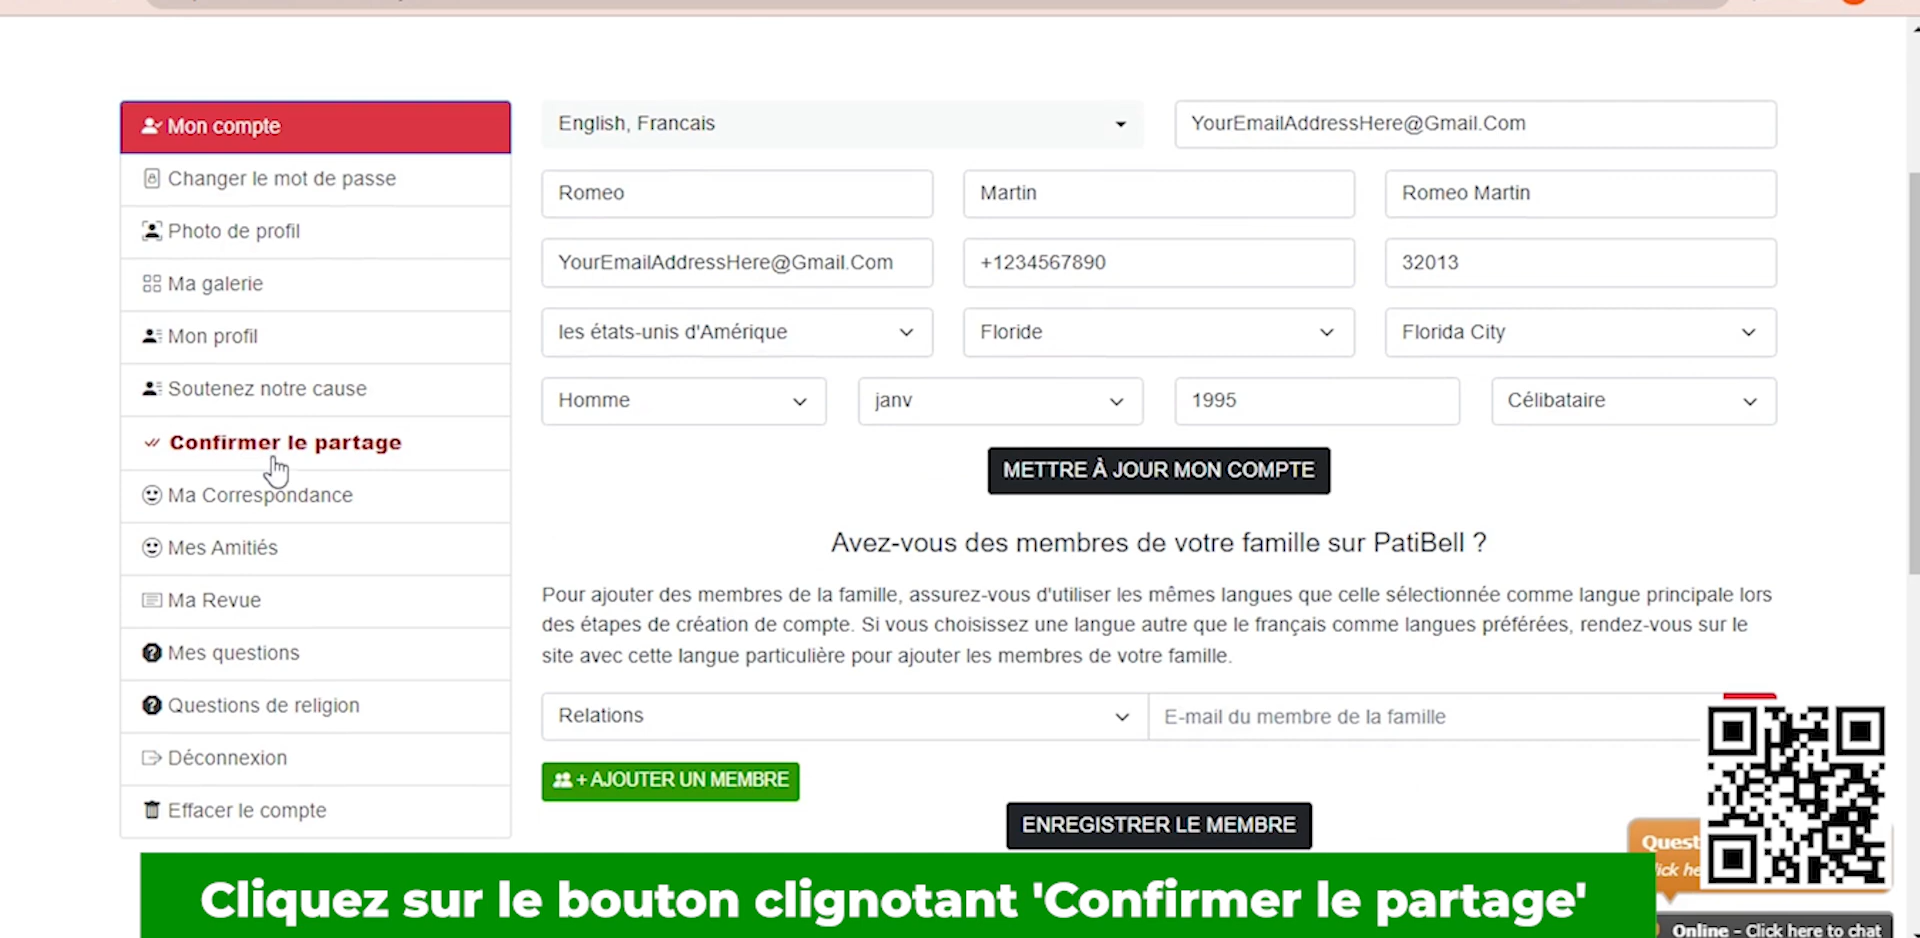 Mon compte
Changer le mot de passe
Photo de profil
Ma galerie
Mon profil
Soutenez notre cause
Confirmer le partage
Ma Correspondance
Mes Amitiés
Ma Revue
Mes questions
Questions de religion
Déconnexion
Effacer le compte
English, Francais
YourEmailAddressHere@Gmail.Com
Romeo
Martin
Romeo Martin
YourEmailAddressHere@Gmail.Com
+1234567890
32013
les états-unis d'Amérique
Floride
Florida City
Homme
janv
1995
Célibataire
METTRE À JOUR MON COMPTE
Avez-vous des membres de votre famille sur PatiBell ?
Pour ajouter des membres de la famille, assurez-vous d'utiliser les mêmes langues que celle sélectionnée comme langue principale lors
des étapes de création de compte. Si vous choisissez une langue autre que le français comme langues préférées, rendez-vous sur le
site avec cette langue particulière pour ajouter les membres de votre famille.
Relations
E-mail du membre de la famille
+ AJOUTER UN MEMBRE
ENREGISTRER LE MEMBRE
Cliquez sur le bouton clignotant 'Confirmer le partage'
Online - Click here to chat